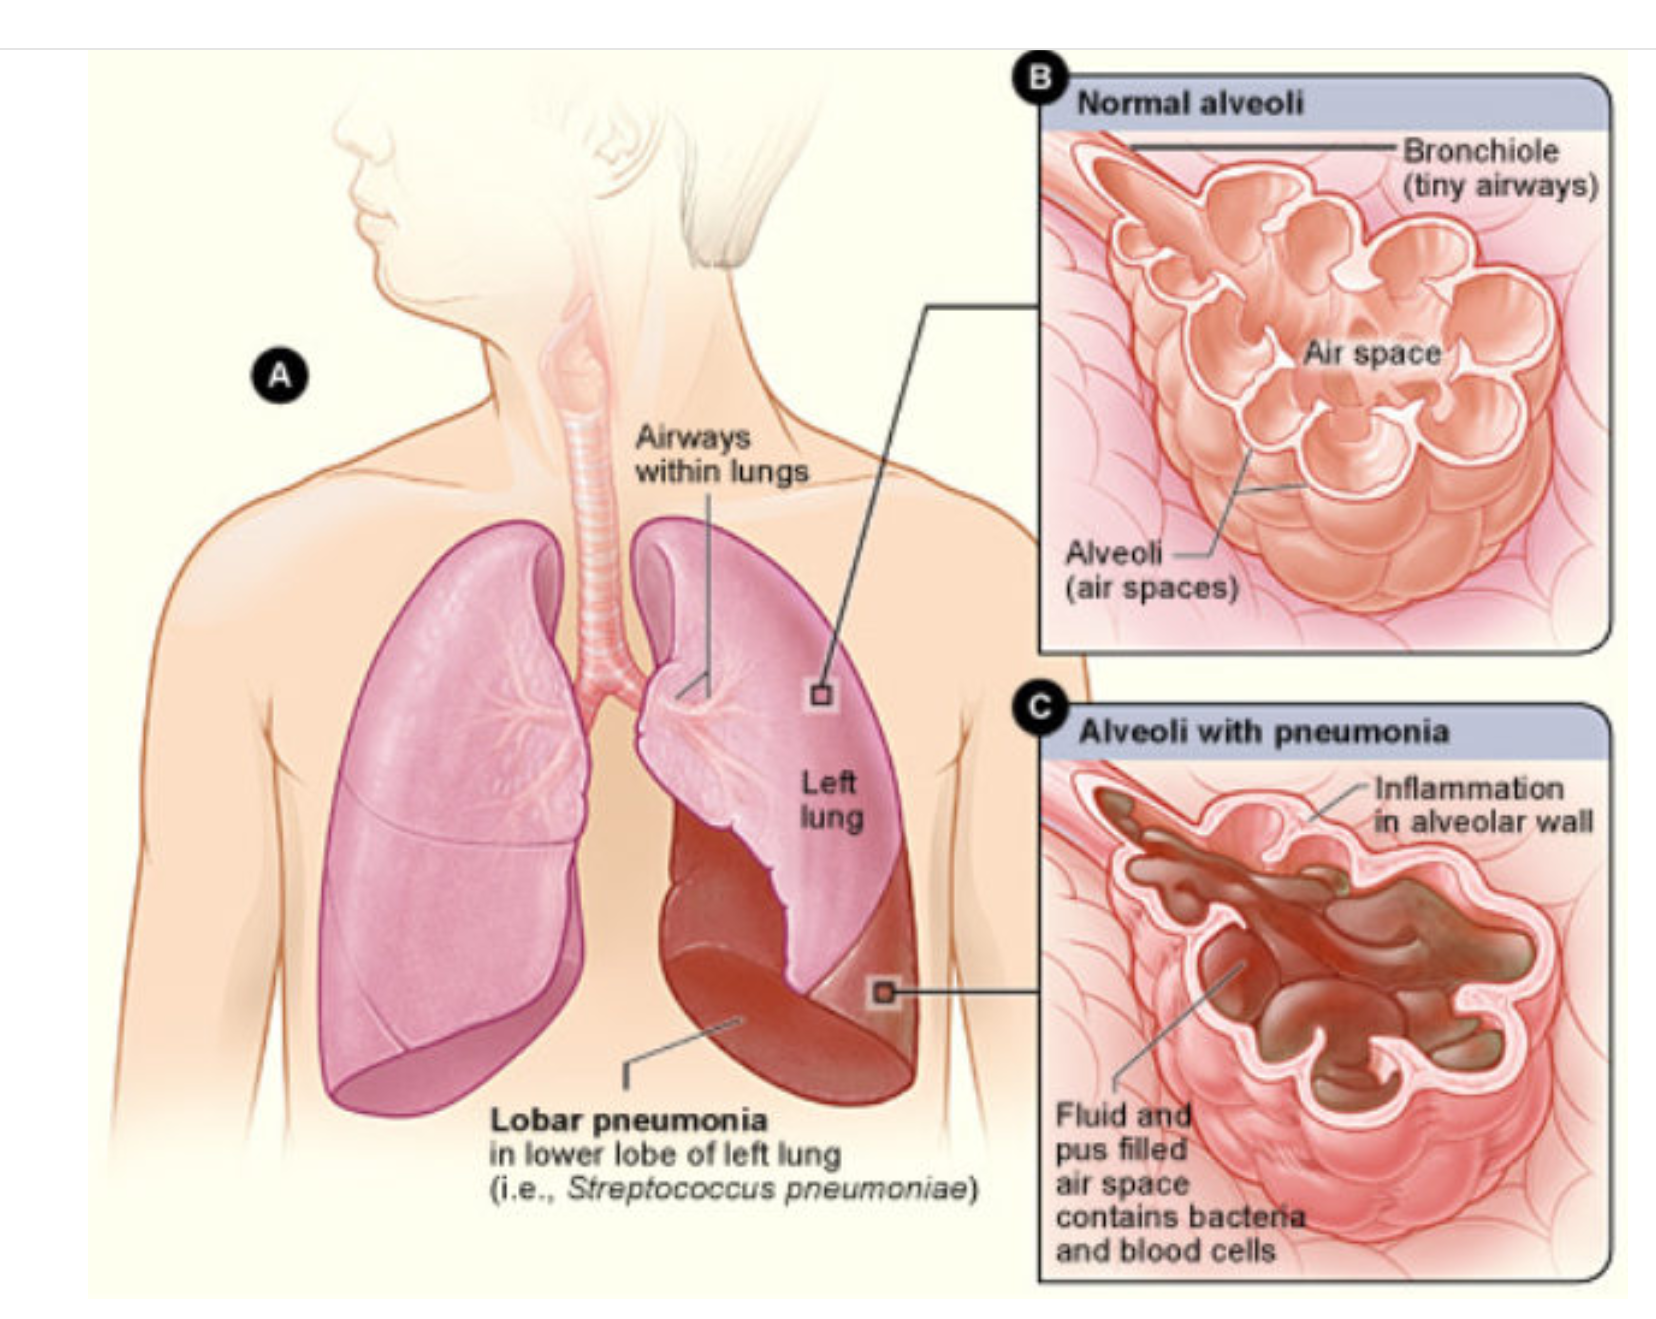 A
Airways
within lungs
Left
lung
Lobar pneumonia
in lower lobe of left lung
(i.e., Streptococcus pneumoniae)
B
Normal alveoli
Bronchiole
(tiny airways)
Air space
Alveoli
(air spaces)
C
Alveoli with pneumonia
Inflammation
in alveolar wall
Fluid and
pus filled
air space
contains bacteria
and blood cells